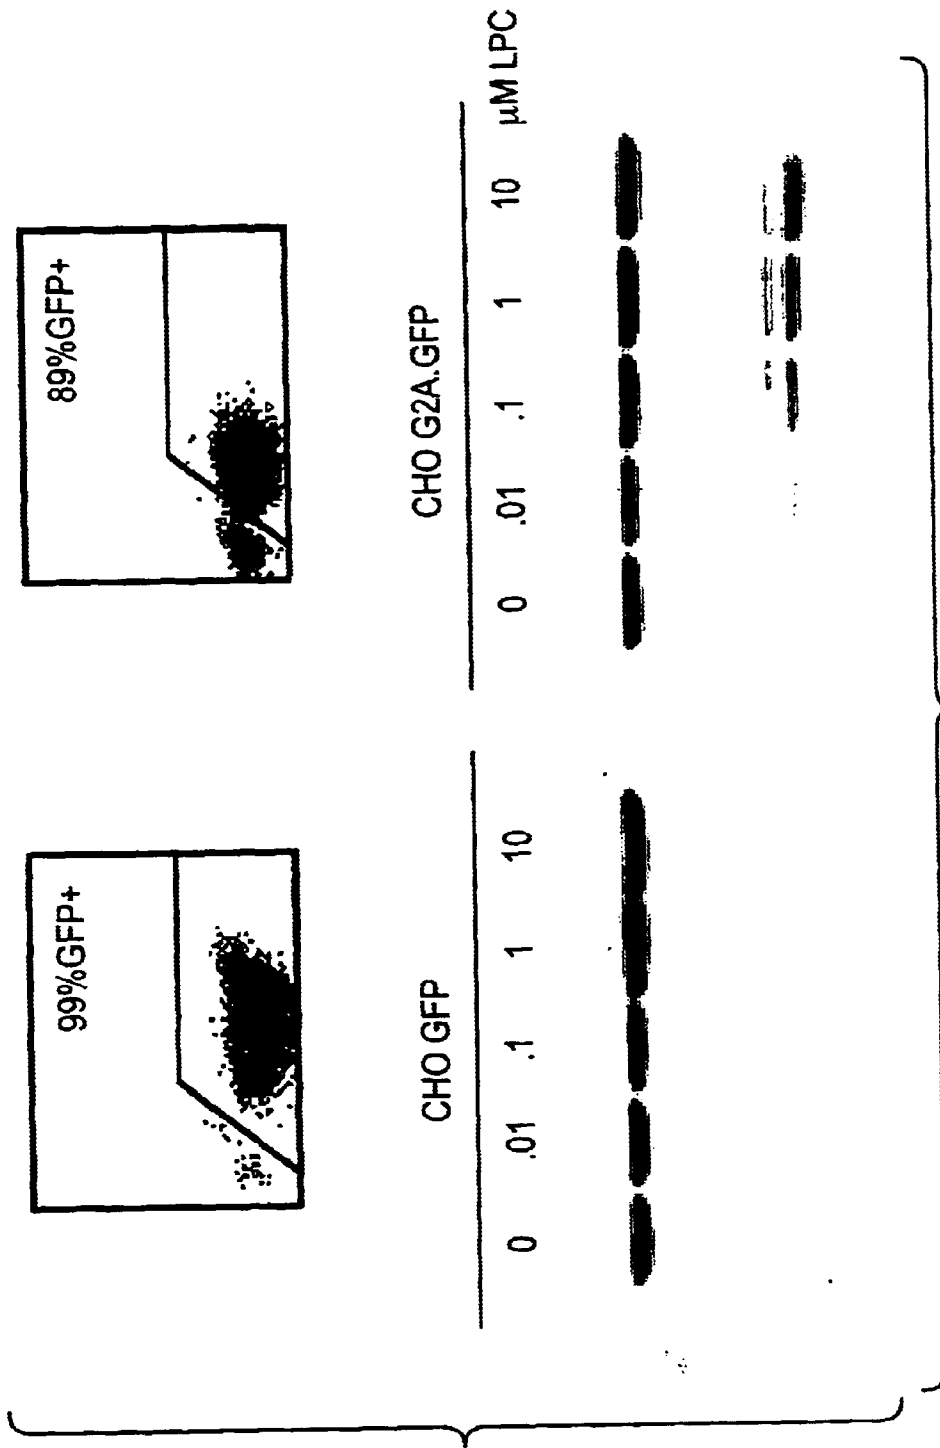 99%GFP+
89%GFP+
CHO GFP
CHO G2A.GFP
0 .01 .1 1 10 0 .01 .1 1 10 μM LPC